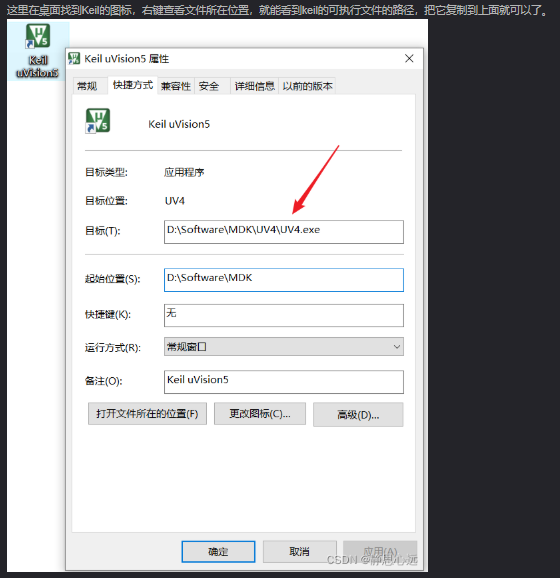 这里在桌面找到Keil的图标，右键查看文件所在位置，就能看到keil的可执行文件的路径，把它复制到上面就可以了。
Keil
uVision5
Keil uVision5 属性
常规 快捷方式 兼容性 安全 详细信息 以前的版本
Keil uVision5
目标类型: 应用程序
目标位置: UV4
目标(T): D:\Software\MDK\UV4\UV4.exe
起始位置(S): D:\Software\MDK
快捷键(K): 无
运行方式(R): 常规窗口
备注(O): Keil uVision5
打开文件所在的位置(F) 更改图标(C)... 高级(D)...
确定 取消 应用(A)
CSDN @静思心远